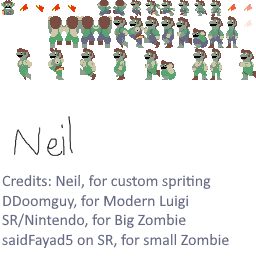 Neil
Credits: Neil, for custom spriting
DDoomguy, for Modern Luigi
SR/Nintendo, for Big Zombie
saidFayad5 on SR, for small Zombie